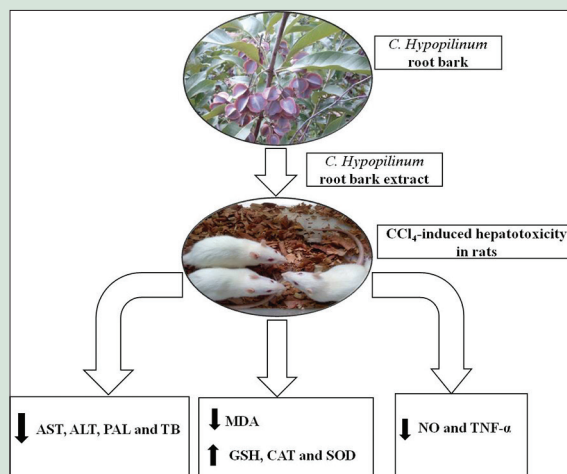 C. Hypopilinum
root bark
C. Hypopilinum
root bark extract
CCl₄-induced hepatotoxicity
in rats
AST, ALT, PAL and TB
MDA
GSH, CAT and SOD
NO and TNF-α